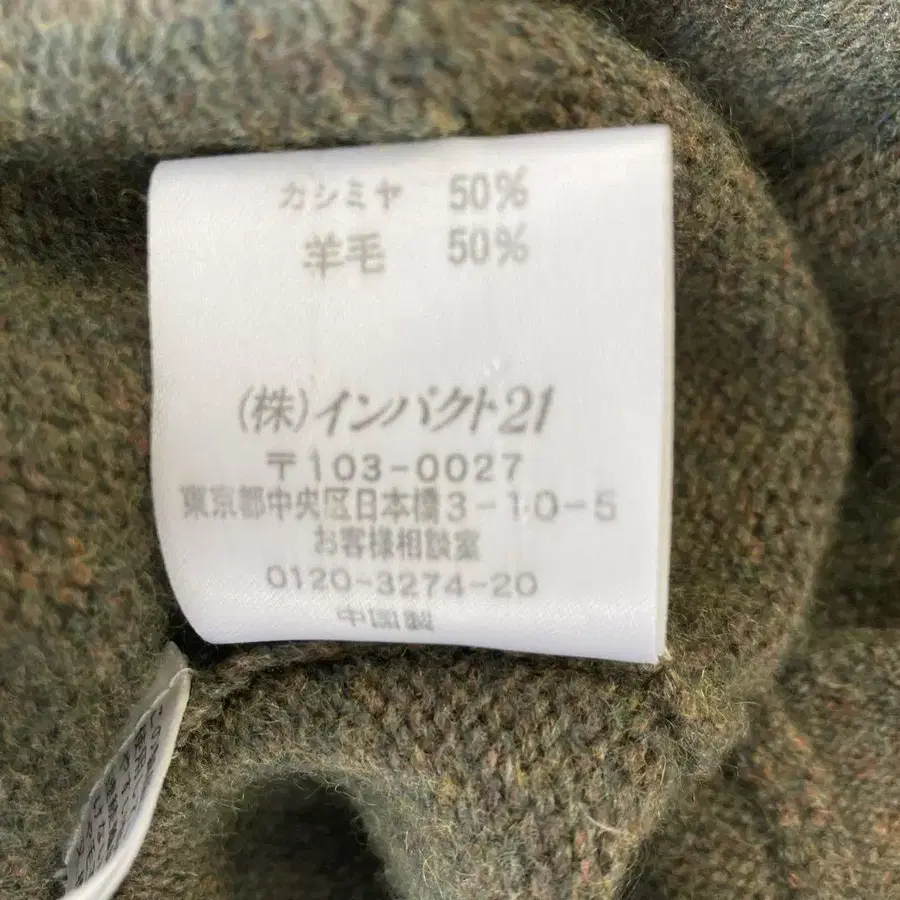 カシミヤ 50%
羊毛 50%
(株)インパクト21
〒103-0027
東京都中央区日本橋3-10-5
お客様相談室
0120-3274-20
中国製